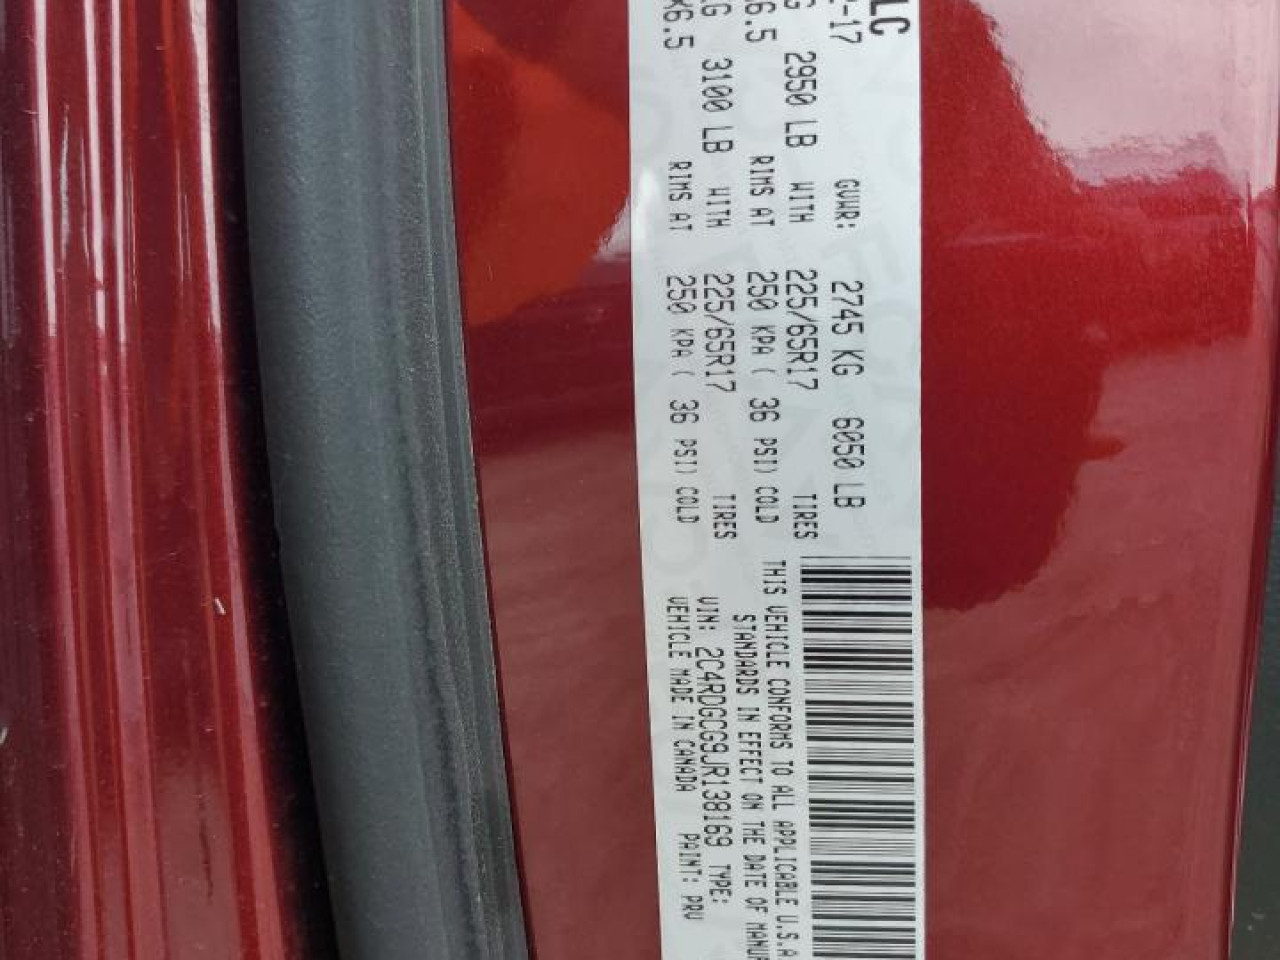 LC
-17 GVWR: 2745 KG 6050 LB
G 2950 LB WITH 225/65R17 TIRES
6.5 RIMS AT 250 KPA ( 36 PSI) COLD
G 3100 LB WITH 225/65R17 TIRES
X6.5 RIMS AT 250 KPA ( 36 PSI) COLD
THIS VEHICLE CONFORMS TO ALL APPLICABLE U.S.A
STANDARDS IN EFFECT ON THE DATE OF MANUF
VIN: 2C4RDGCG9JR138169 TYPE:
VEHICLE MADE IN CANADA PAINT: PRV